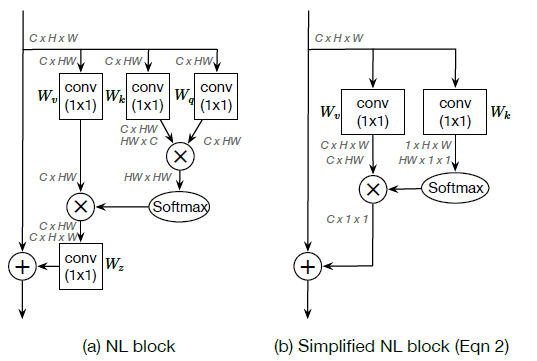 C x H x W
C x HW C x HW C x HW
W_v conv (1x1) W_k conv (1x1) W_q conv (1x1)
C x HW
HW x C
C x HW
×
C x HW
HW x HW
× Softmax
C x HW
C x H x W
+ conv (1x1) W_z
(a) NL block
C x H x W
W_v conv (1x1) conv (1x1) W_k
C x H x W 1 x H x W
C x HW HW x 1 x 1
× Softmax
C x 1 x 1
+
(b) Simplified NL block (Eqn 2)